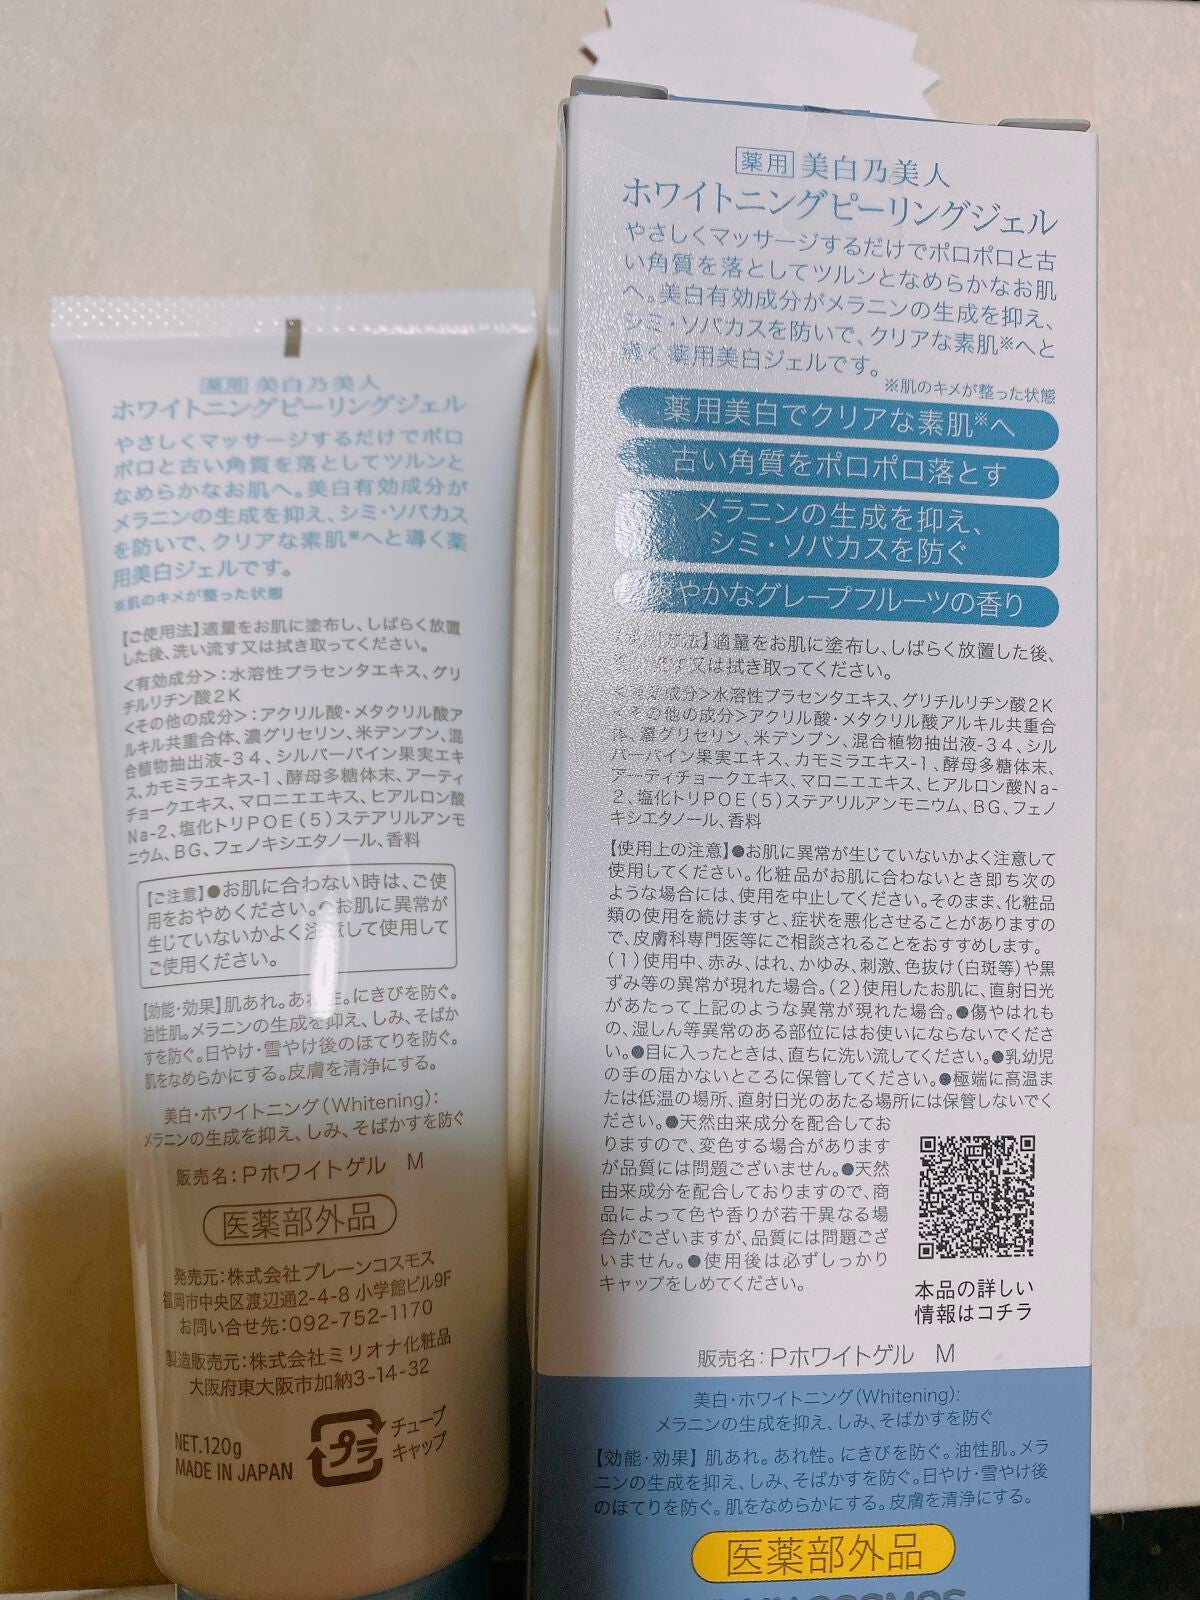 薬用 美白乃美人
ホワイトニングピーリングジェル
やさしくマッサージするだけでポロ
ポロと古い角質を落としてツルンと
なめらかなお肌へ。美白有効成分が
メラニンの生成を抑え、シミ・ソバカス
を防いで、クリアな素肌※へと導く薬
用美白ジェルです。
※肌のキメが整った状態
【ご使用法】適量をお肌に塗布し、しばらく放置
した後、洗い流す又は拭き取ってください。
<有効成分>:水溶性プラセンタエキス、グリ
チルリチン酸2K
<その他の成分>:アクリル酸・メタクリル酸ア
ルキル共重合体、濃グリセリン、米デンプン、混
合植物抽出液-34、シルバーバイン果実エキ
ス、カモミラエキス-1、酵母多糖体末、アーティ
チョークエキス、マロニエエキス、ヒアルロン酸
Na-2、塩化トリPOE(5)ステアリルアンモ
ニウム、BG、フェノキシエタノール、香料
【ご注意】●お肌に合わない時は、ご使
用をおやめください。●お肌に異常が
生じていないかよく注意して使用して
ご使用ください。
【効能・効果】肌あれ。あれ性。にきびを防ぐ。
油性肌。メラニンの生成を抑え、しみ、そばか
すを防ぐ。日やけ・雪やけ後のほてりを防ぐ。
肌をなめらかにする。皮膚を清浄にする。
美白・ホワイトニング(Whitening):
メラニンの生成を抑え、しみ、そばかすを防ぐ
販売名:Pホワイトゲル M
医薬部外品
発売元:株式会社プレーンコスモス
福岡市中央区渡辺通2-4-8 小学館ビル9F
お問い合せ先:092-752-1170
製造販売元:株式会社ミリオナ化粧品
大阪府東大阪市加納3-14-32
NET.120g
MADE IN JAPAN
プラ
チューブ
キャップ
薬用 美白乃美人
ホワイトニングピーリングジェル
やさしくマッサージするだけでポロポロと古
い角質を落としてツルンとなめらかなお肌
へ。美白有効成分がメラニンの生成を抑え、
シミ・ソバカスを防いで、クリアな素肌※へと
導く薬用美白ジェルです。
※肌のキメが整った状態
薬用美白でクリアな素肌※へ
古い角質をポロポロ落とす
メラニンの生成を抑え、
シミ・ソバカスを防ぐ
やかなグレープフルーツの香り
法】適量をお肌に塗布し、しばらく放置した後、
す又は拭き取ってください。
成分>水溶性プラセンタエキス、グリチルリチン酸2K
<その他の成分>アクリル酸・メタクリル酸アルキル共重合
体、濃グリセリン、米デンプン、混合植物抽出液-34、シル
バーバイン果実エキス、カモミラエキス-1、酵母多糖体末、
アーティチョークエキス、マロニエエキス、ヒアルロン酸Na-
2、塩化トリPOE(5)ステアリルアンモニウム、BG、フェノ
キシエタノール、香料
【使用上の注意】●お肌に異常が生じていないかよく注意して
使用してください。化粧品がお肌に合わないとき即ち次の
ような場合には、使用を中止してください。そのまま、化粧品
類の使用を続けますと、症状を悪化させることがありますの
で、皮膚科専門医等にご相談されることをおすすめします。
(1)使用中、赤み、はれ、かゆみ、刺激、色抜け(白斑等)や黒
ずみ等の異常が現れた場合。(2)使用したお肌に、直射日光
があたって上記のような異常が現れた場合。●傷やはれも
の、湿しん等異常のある部位にはお使いにならないでくださ
い。●目に入ったときは、直ちに洗い流してください。●乳幼児
の手の届かないところに保管してください。●極端に高温ま
たは低温の場所、直射日光のあたる場所には保管しないでく
ださい。●天然由来成分を配合してお
りますので、変色する場合があります
が品質には問題ございません。●天然
由来成分を配合しておりますので、商
品によって色や香りが若干異なる場
合がございますが、品質には問題ござ
いません。●使用後は必ずしっかり
キャップをしめてください。
本品の詳しい
情報はコチラ
販売名:Pホワイトゲル M
美白・ホワイトニング(Whitening):
メラニンの生成を抑え、しみ、そばかすを防ぐ
【効能・効果】肌あれ。あれ性。にきびを防ぐ。油性肌。メラ
ニンの生成を抑え、しみ、そばかすを防ぐ。日やけ・雪やけ後
のほてりを防ぐ。肌をなめらかにする。皮膚を清浄にする。
医薬部外品